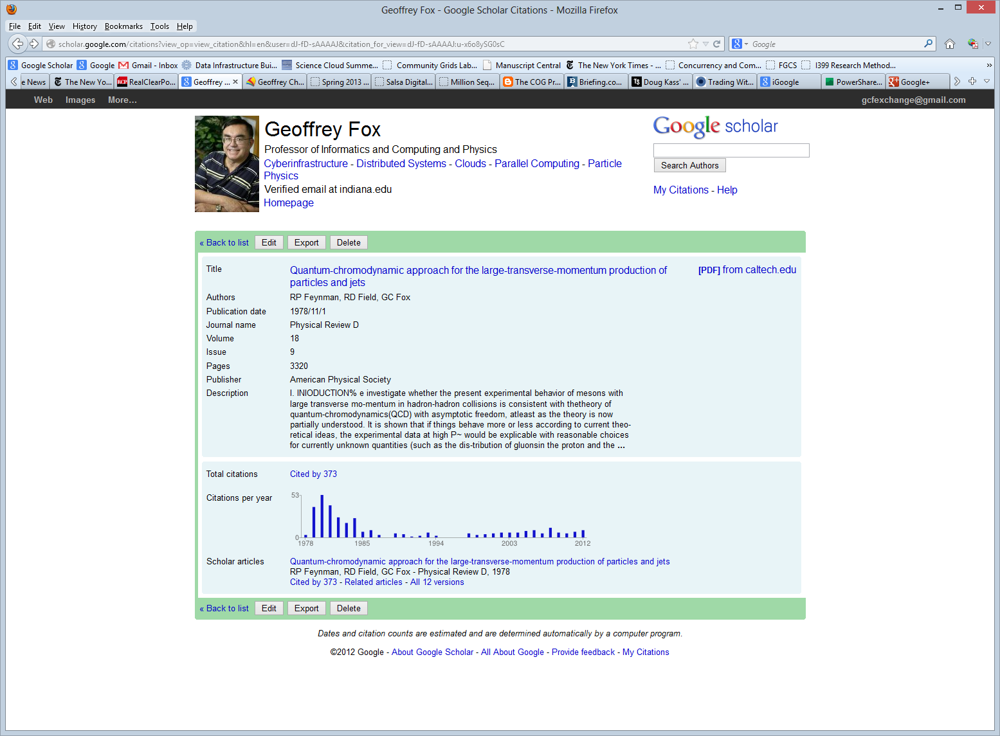 Geoffrey Fox - Google Scholar Citations - Mozilla Firefox
File Edit View History Bookmarks Tools Help
scholar.google.com/citations?view_op=view_citation&hl=en&user=dJ-fD-sAAAAJ&citation_for_view=dJ-fD-sAAAAJ:u-x6o8ySG0sC
Google
Google Scholar Google Gmail - Inbox Data Infrastructure Bui... Science Cloud Summe... Community Grids Lab... Manuscript Central The New York Times - ... Concurrency and Com... FGCS I399 Research Method...
e News The New Yo... RealClearPo... Geoffrey ... Geoffrey Ch... Spring 2013 ... Salsa Digital... Million Seq... The COG Pr... Briefing.co... Doug Kass' ... Trading Wit... iGoogle PowerShare... Google+
Web Images More... gcfexchange@gmail.com
Geoffrey Fox
Google scholar
Professor of Informatics and Computing and Physics
Cyberinfrastructure - Distributed Systems - Clouds - Parallel Computing - Particle
Physics
Search Authors
Verified email at indiana.edu
My Citations - Help
Homepage
« Back to list Edit Export Delete
Title Quantum-chromodynamic approach for the large-transverse-momentum production of [PDF] from caltech.edu
particles and jets
Authors RP Feynman, RD Field, GC Fox
Publication date 1978/11/1
Journal name Physical Review D
Volume 18
Issue 9
Pages 3320
Publisher American Physical Society
Description I. INIODUCTION% e investigate whether the present experimental behavior of mesons with
large transverse mo-mentum in hadron-hadron collisions is consistent with thetheory of
quantum-chromodynamics(QCD) with asymptotic freedom, atleast as the theory is now
partially understood. It is shown that if things behave more or less according to current theo-
retical ideas, the experimental data at high P~ would be explicable with reasonable choices
for currently unknown quantities (such as the dis-tribution of gluonsin the proton and the ...
Total citations Cited by 373
Citations per year
53
0
1978 1985 1994 2003 2012
Scholar articles Quantum-chromodynamic approach for the large-transverse-momentum production of particles and jets
RP Feynman, RD Field, GC Fox - Physical Review D, 1978
Cited by 373 - Related articles - All 12 versions
« Back to list Edit Export Delete
Dates and citation counts are estimated and are determined automatically by a computer program.
©2012 Google - About Google Scholar - All About Google - Provide feedback - My Citations